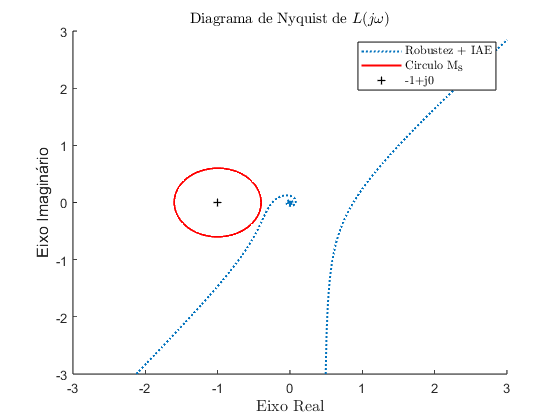 Diagrama de Nyquist de L(jω)
Robustez + IAE
Circulo M_S
-1+j0
Eixo Imaginário
3
2
1
0
-1
-2
-3
-3 -2 -1 0 1 2 3
Eixo Real